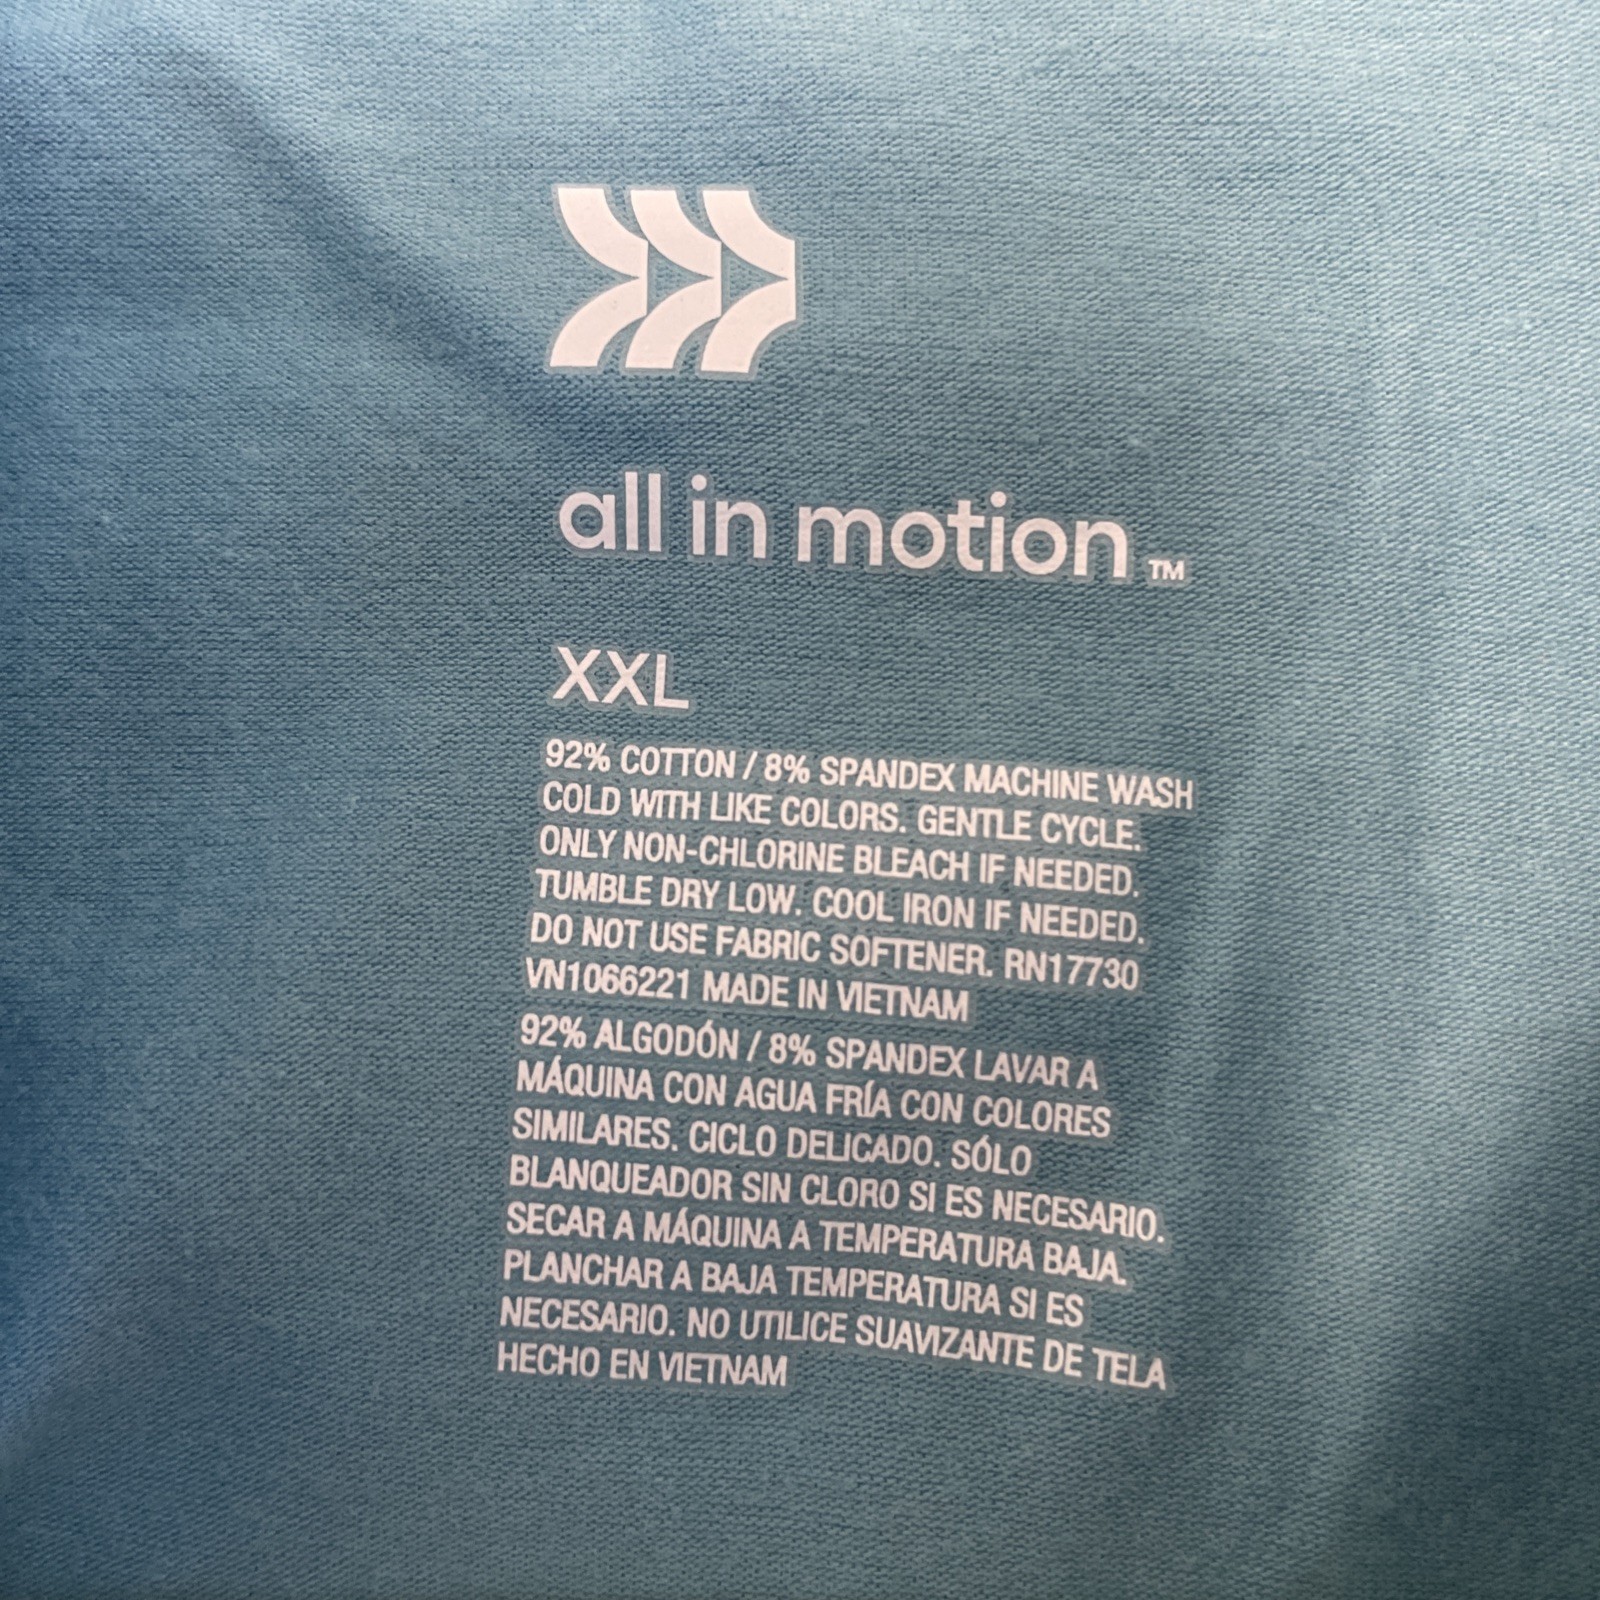 all in motion™
XXL
92% COTTON / 8% SPANDEX MACHINE WASH
COLD WITH LIKE COLORS. GENTLE CYCLE.
ONLY NON-CHLORINE BLEACH IF NEEDED.
TUMBLE DRY LOW. COOL IRON IF NEEDED.
DO NOT USE FABRIC SOFTENER. RN17730
VN1066221 MADE IN VIETNAM
92% ALGODÓN / 8% SPANDEX LAVAR A
MÁQUINA CON AGUA FRÍA CON COLORES
SIMILARES. CICLO DELICADO. SÓLO
BLANQUEADOR SIN CLORO SI ES NECESARIO.
SECAR A MÁQUINA A TEMPERATURA BAJA.
PLANCHAR A BAJA TEMPERATURA SI ES
NECESARIO. NO UTILICE SUAVIZANTE DE TELA
HECHO EN VIETNAM